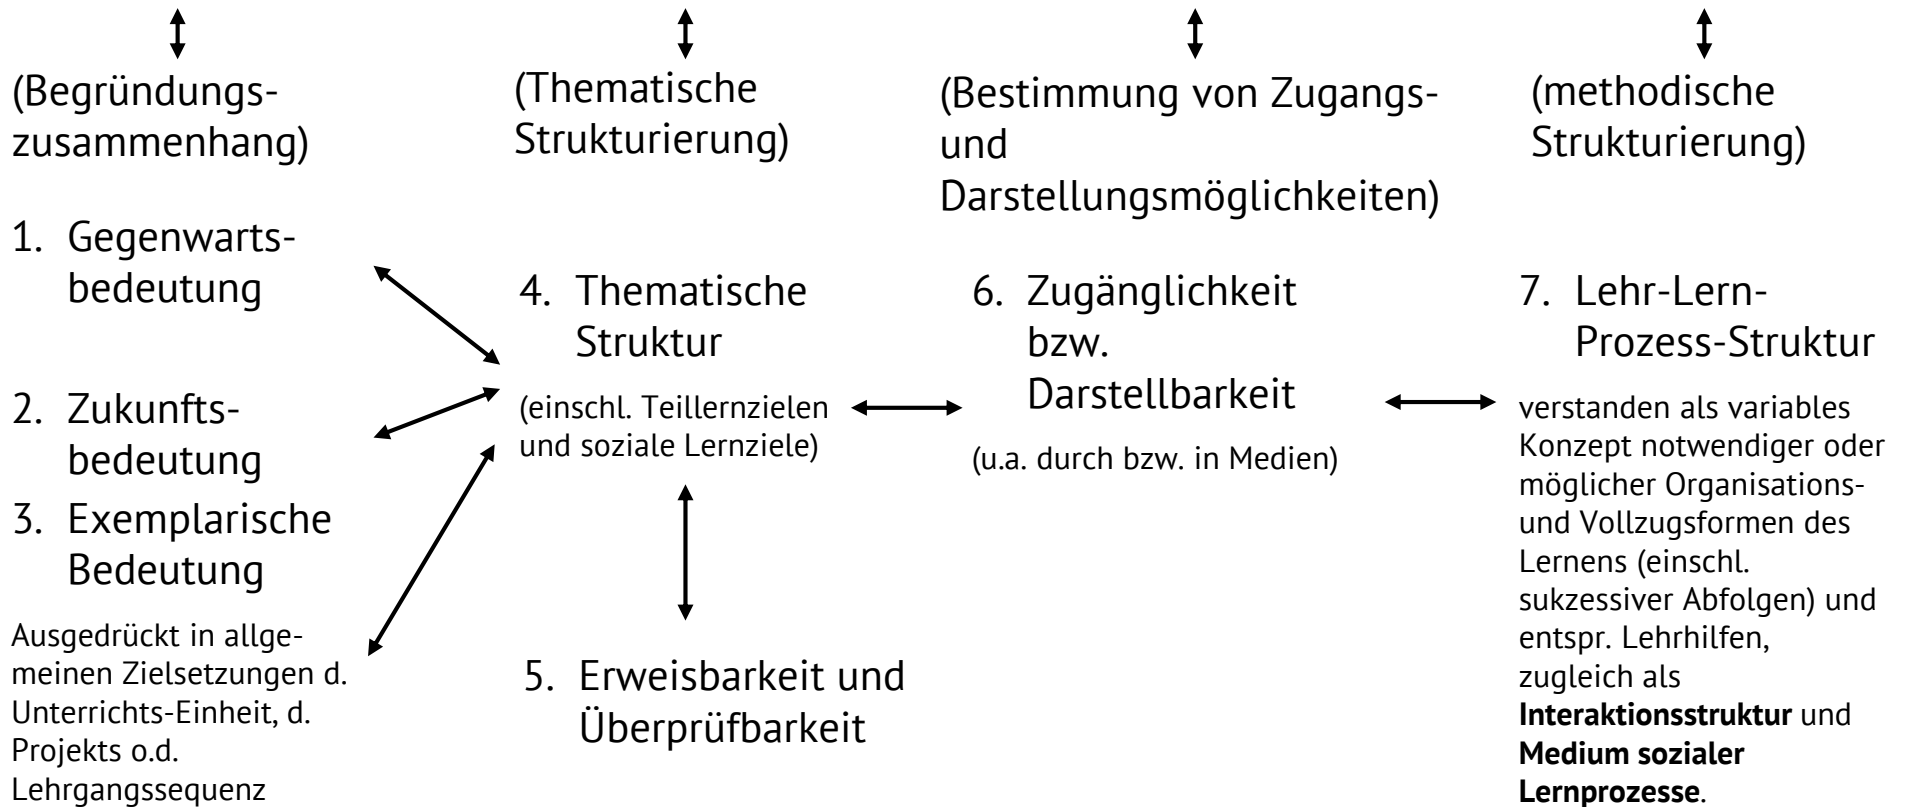 (Begründungs-
zusammenhang)
1. Gegenwarts-
bedeutung
2. Zukunfts-
bedeutung
3. Exemplarische
Bedeutung
Ausgedrückt in allge-
meinen Zielsetzungen d.
Unterrichts-Einheit, d.
Projekts o.d.
Lehrgangssequenz
(Thematische
Strukturierung)
4. Thematische
Struktur
(einschl. Teillernzielen
und soziale Lernziele)
5. Erweisbarkeit und
Überprüfbarkeit
(Bestimmung von Zugangs-
und
Darstellungsmöglichkeiten)
6. Zugänglichkeit
bzw.
Darstellbarkeit
(u.a. durch bzw. in Medien)
(methodische
Strukturierung)
7. Lehr-Lern-
Prozess-Struktur
verstanden als variables
Konzept notwendiger oder
möglicher Organisations-
und Vollzugsformen des
Lernens (einschl.
sukzessiver Abfolgen) und
entspr. Lehrhilfen,
zugleich als
Interaktionsstruktur und
Medium sozialer
Lernprozesse.